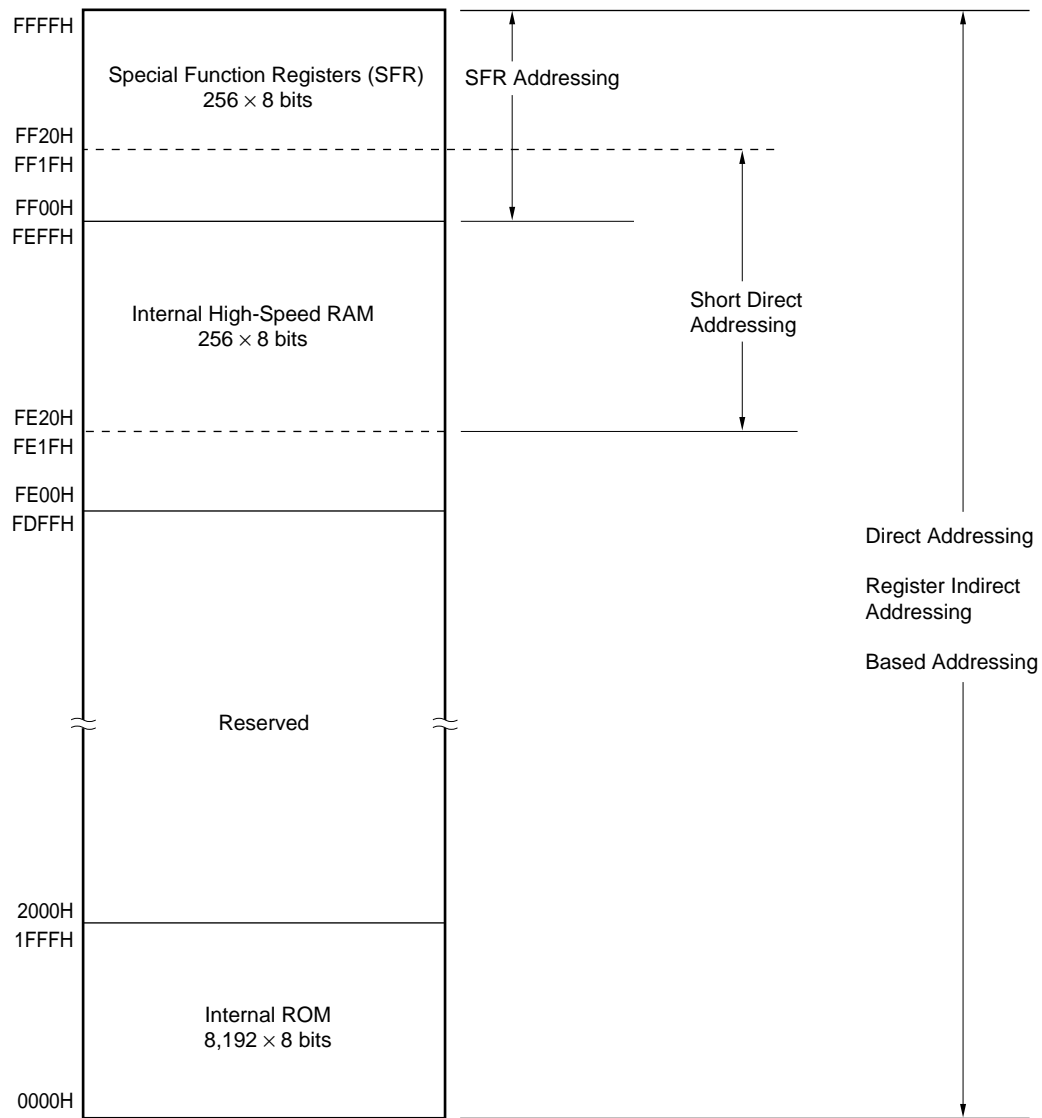 FFFFH
Special Function Registers (SFR)
256 × 8 bits
SFR Addressing
FF20H
FF1FH
FF00H
FEFFH
Internal High-Speed RAM
256 × 8 bits
Short Direct
Addressing
FE20H
FE1FH
FE00H
FDFFH
Direct Addressing
Register Indirect
Addressing
Based Addressing
Reserved
2000H
1FFFH
Internal ROM
8,192 × 8 bits
0000H